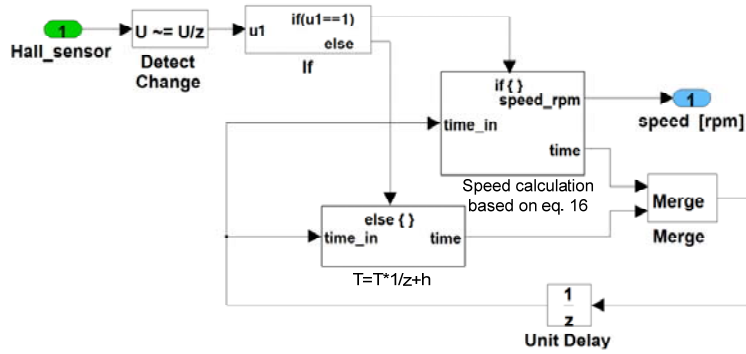 1
Hall_sensor
U ~= U/z
Detect
Change
u1
if(u1==1)
else
If
if { }
speed_rpm
time_in
time
Speed calculation
based on eq. 16
1
speed [rpm]
else { }
time_in
time
T=T*1/z+h
Merge
Merge
1
z
Unit Delay